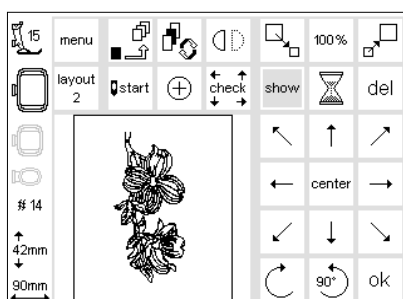 15
menu
100%
layout
2
start
check
show
del
# 14
center
42mm
90mm
90°
ok